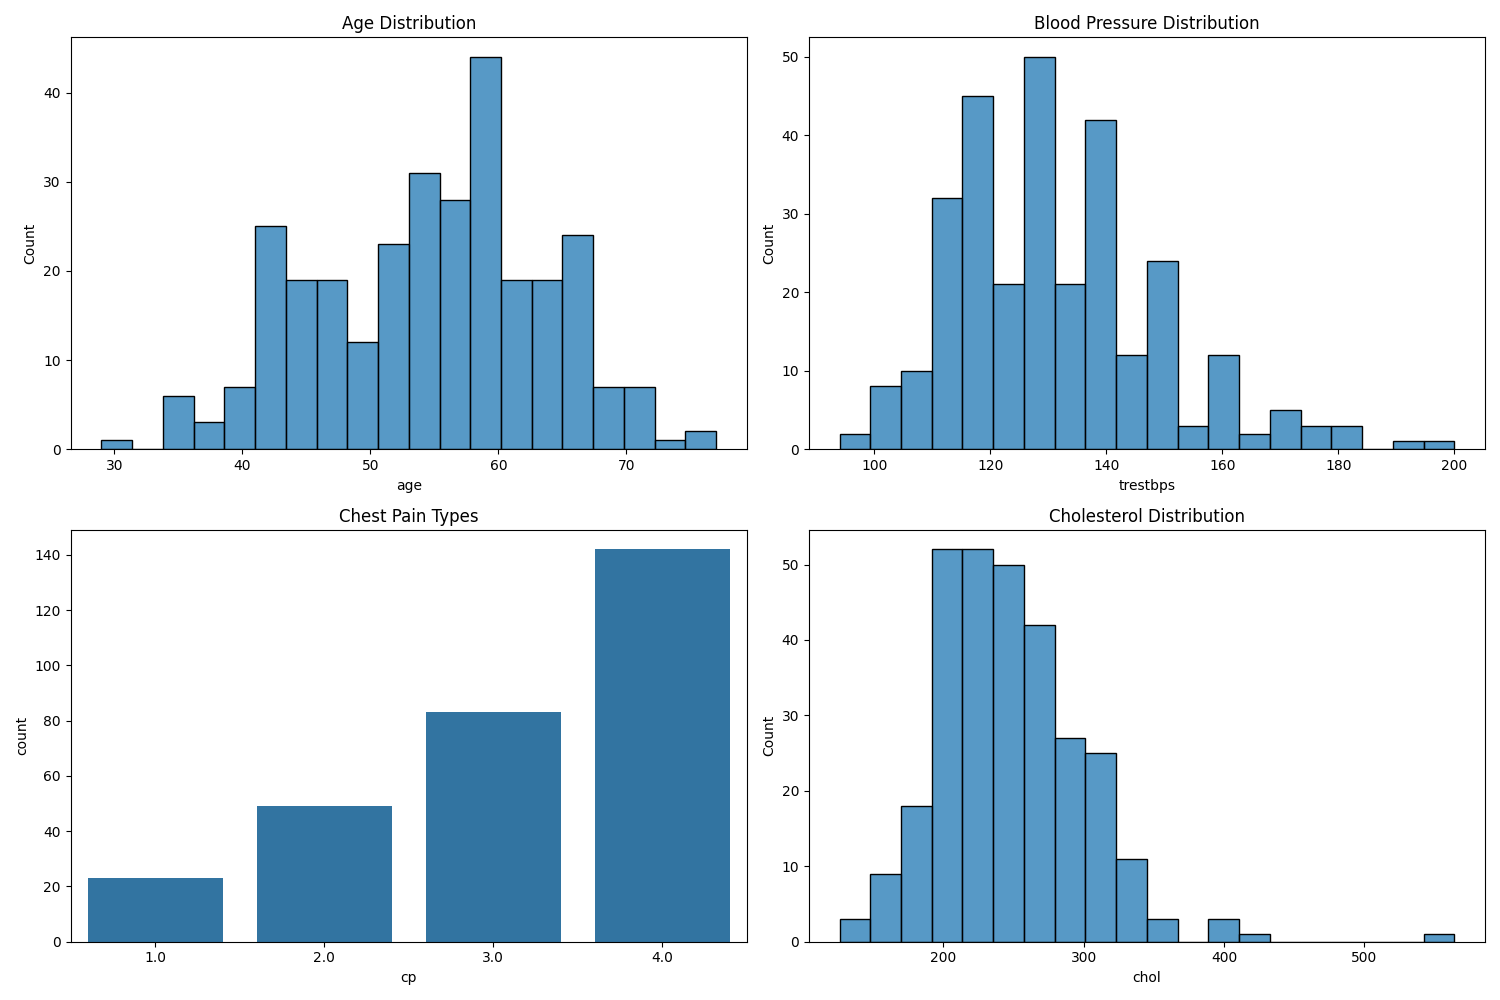 Age Distribution
40
30
20
10
0
Count
30 40 50 60 70
age
Blood Pressure Distribution
50
40
30
20
10
0
Count
100 120 140 160 180 200
trestbps
Chest Pain Types
140
120
100
80
60
40
20
0
count
1.0 2.0 3.0 4.0
cp
Cholesterol Distribution
50
40
30
20
10
0
Count
200 300 400 500
chol